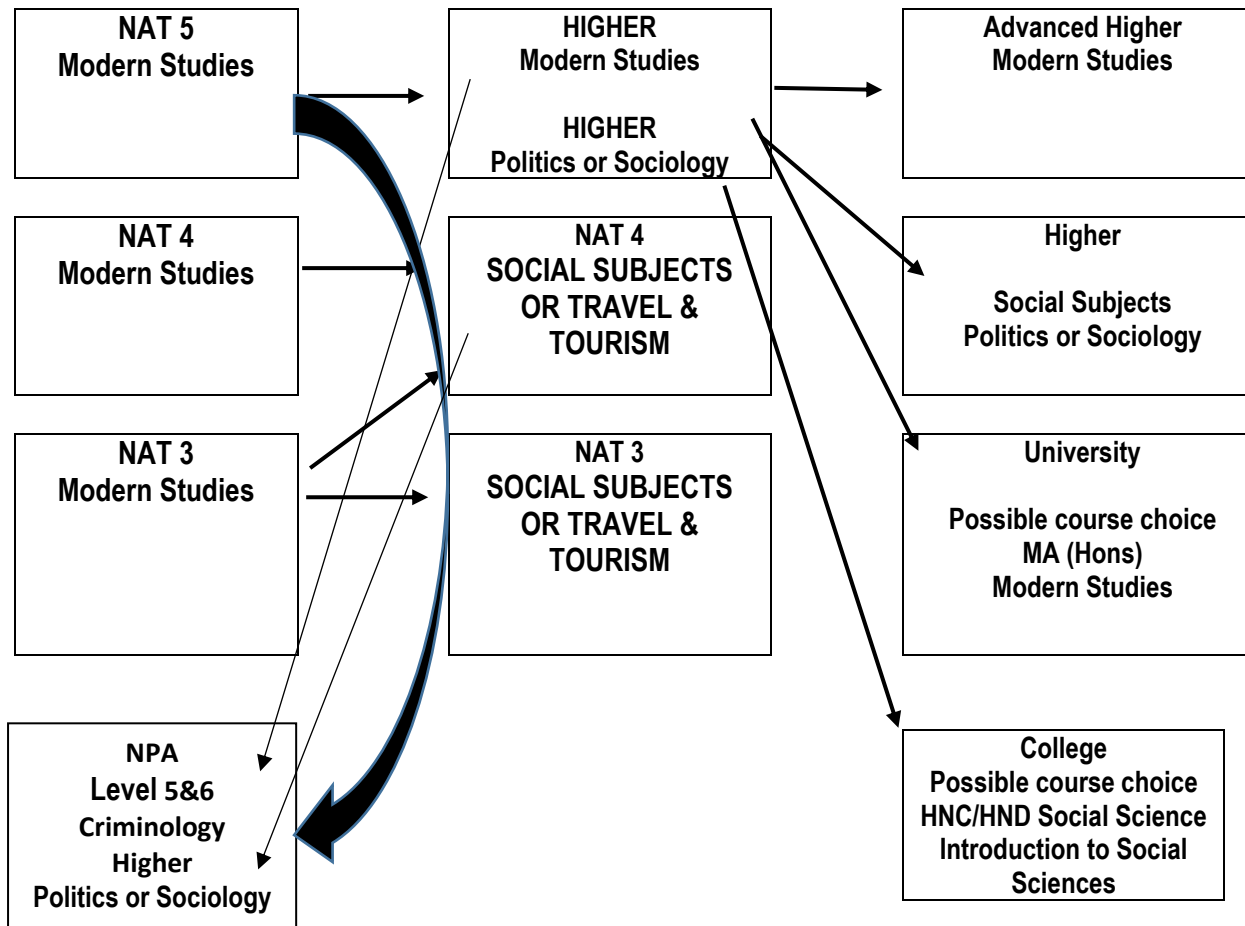 NAT 5
Modern Studies
HIGHER
Modern Studies
HIGHER
Politics or Sociology
Advanced Higher
Modern Studies
NAT 4
Modern Studies
NAT 4
SOCIAL SUBJECTS
OR TRAVEL &
TOURISM
Higher
Social Subjects
Politics or Sociology
NAT 3
Modern Studies
NAT 3
SOCIAL SUBJECTS
OR TRAVEL &
TOURISM
University
Possible course choice
MA (Hons)
Modern Studies
NPA
Level 5&6
Criminology
Higher
Politics or Sociology
College
Possible course choice
HNC/HND Social Science
Introduction to Social
Sciences